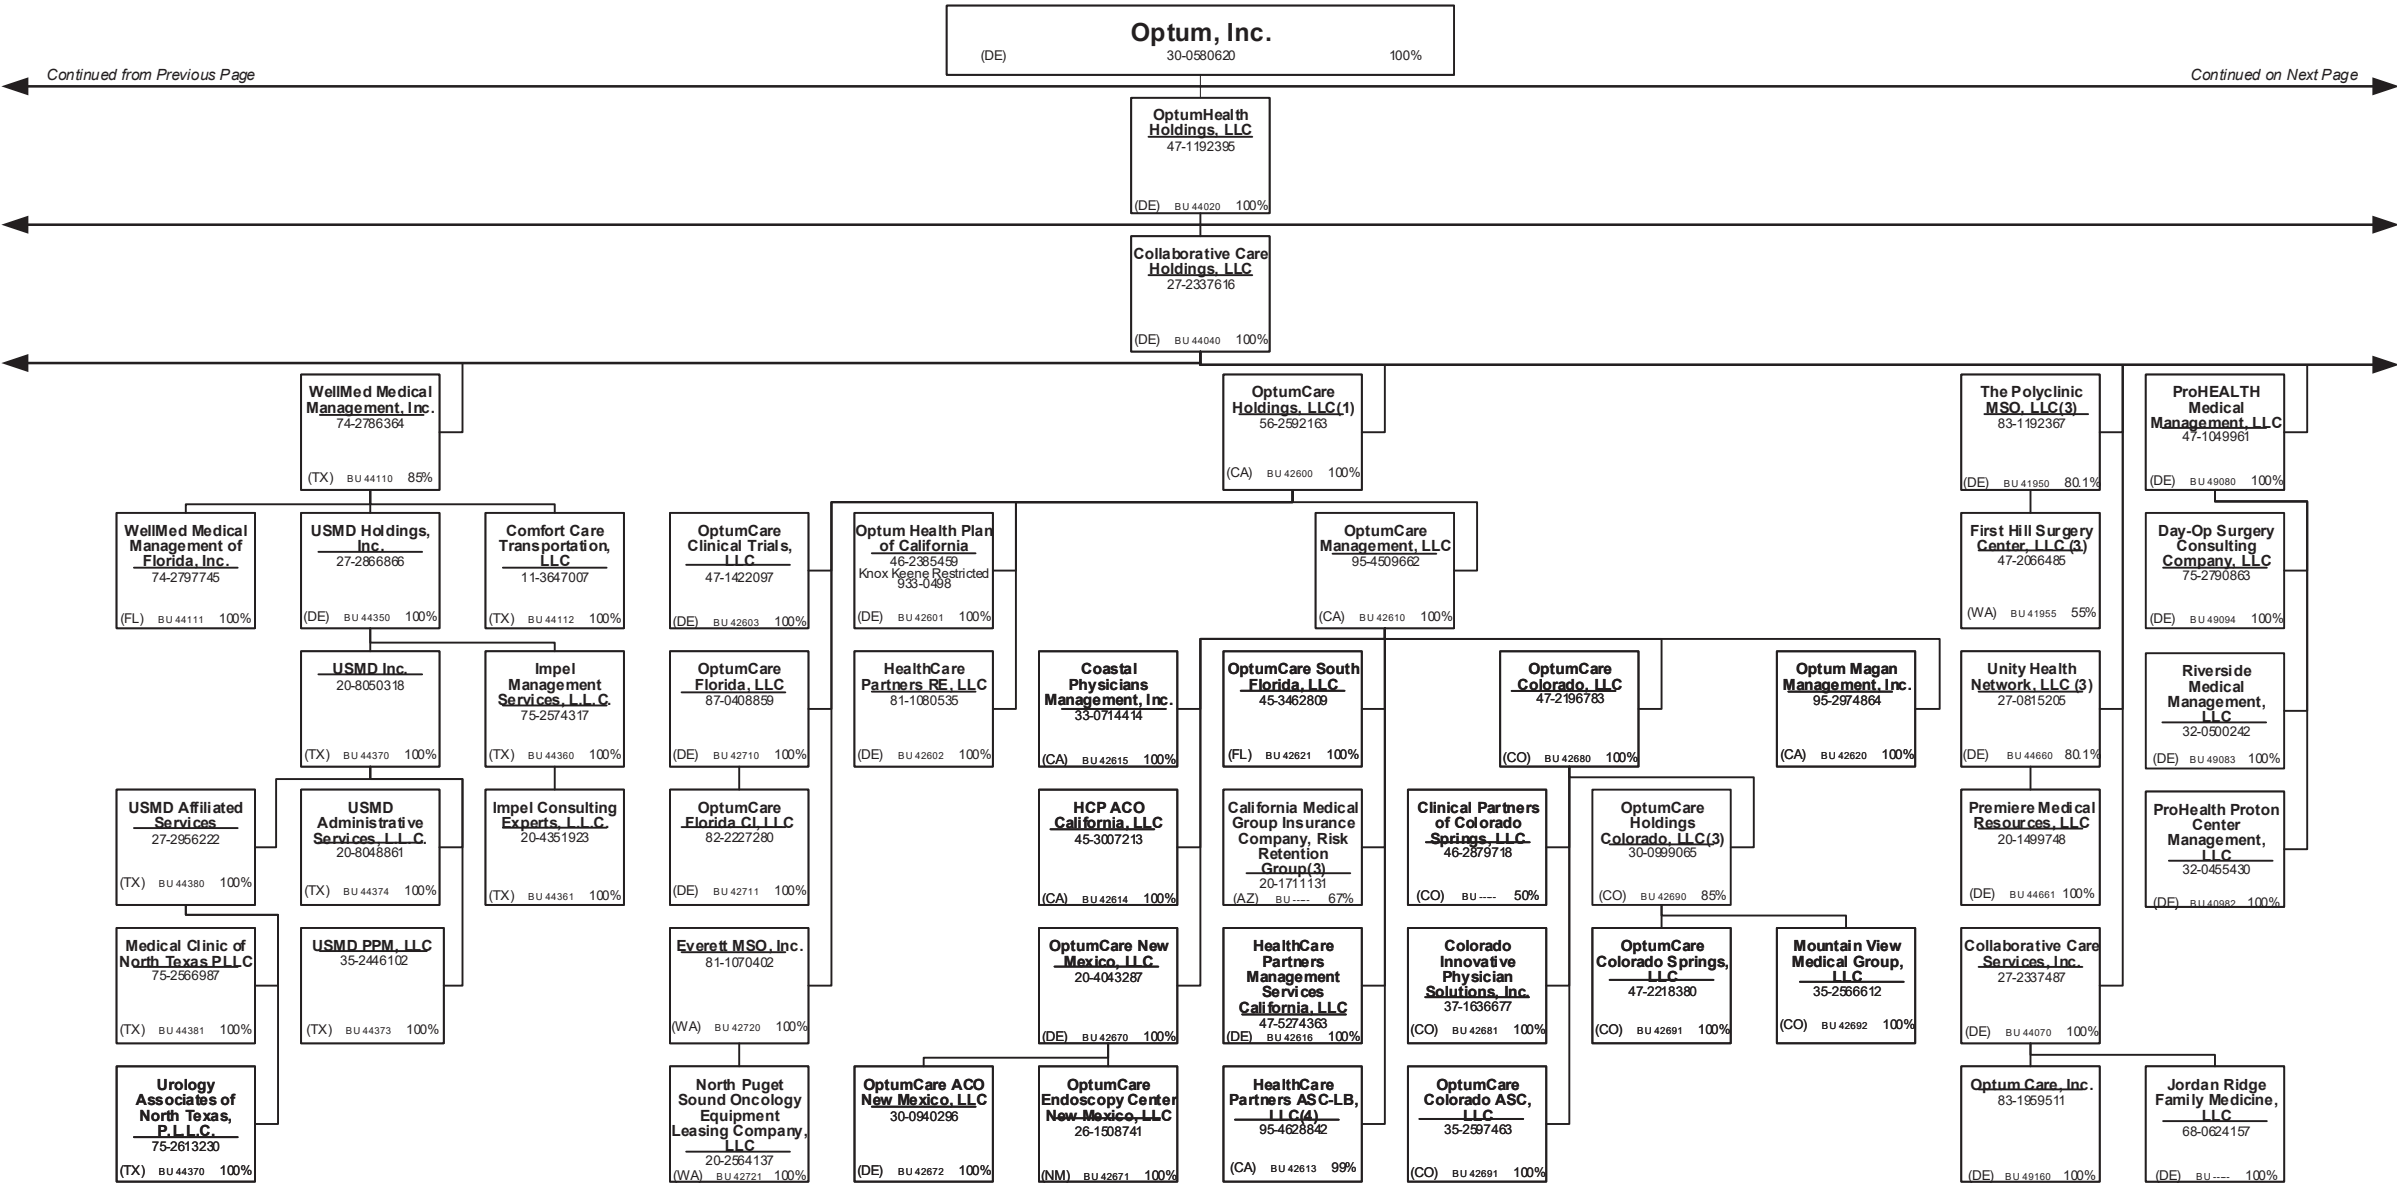 Optum, Inc.
(DE) 30-0580620 100%
Continued from Previous Page
Continued on Next Page
OptumHealth
Holdings, LLC
47-1192395
(DE) BU 44020 100%
Collaborative Care
Holdings, LLC
27-2337616
(DE) BU 44040 100%
WellMed Medical
Management, Inc.
74-2786364
(TX) BU 44110 85%
OptumCare
Holdings, LLC(1)
56-2592163
(CA) BU 42600 100%
The Polyclinic
MSO, LLC(3)
83-1192367
(DE) BU 41950 80.1%
ProHEALTH
Medical
Management, LLC
47-1049961
(DE) BU 49080 100%
WellMed Medical
Management of
Florida, Inc.
74-2797745
(FL) BU 44111 100%
USMD Holdings,
Inc.
27-2866866
(DE) BU 44350 100%
Comfort Care
Transportation,
LLC
11-3647007
(TX) BU 44112 100%
OptumCare
Clinical Trials,
LLC
47-1422097
(DE) BU 42603 100%
Optum Health Plan
of California
46-2385459
Knox Keene Restricted
933-0498
(DE) BU 42601 100%
OptumCare
Management, LLC
95-4509662
(CA) BU 42610 100%
First Hill Surgery
Center, LLC (3)
47-2066485
(WA) BU 41955 55%
Day-Op Surgery
Consulting
Company, LLC
75-2790863
(DE) BU 49094 100%
USMD Inc.
20-8050318
(TX) BU 44370 100%
Impel
Management
Services, L.L.C.
75-2574317
(TX) BU 44360 100%
OptumCare
Florida, LLC
87-0408859
(DE) BU 42710 100%
HealthCare
Partners RE, LLC
81-1080535
(DE) BU 42602 100%
Coastal
Physicians
Management, Inc.
33-0714414
(CA) BU 42615 100%
OptumCare South
Florida, LLC
45-3462809
(FL) BU 42621 100%
OptumCare
Colorado, LLC
47-2196783
(CO) BU 42680 100%
Optum Magan
Management, Inc.
95-2974864
(CA) BU 42620 100%
Unity Health
Network, LLC (3)
27-0815205
(DE) BU 44660 80.1%
Riverside
Medical
Management,
LLC
32-0500242
(DE) BU 49083 100%
USMD Affiliated
Services
27-2956222
(TX) BU 44380 100%
USMD
Administrative
Services, L.L.C.
20-8048861
(TX) BU 44374 100%
Impel Consulting
Experts, L.L.C.
20-4351923
(TX) BU 44361 100%
OptumCare
Florida CI, LLC
82-2227280
(DE) BU 42711 100%
HCP ACO
California, LLC
45-3007213
(CA) BU 42614 100%
California Medical
Group Insurance
Company, Risk
Retention
Group(3)
20-1711131
(AZ) BU ---- 67%
Clinical Partners
of Colorado
Springs, LLC
46-2879718
(CO) BU ---- 50%
OptumCare
Holdings
Colorado, LLC(3)
30-0999065
(CO) BU 42690 85%
Premiere Medical
Resources, LLC
20-1499748
(DE) BU 44661 100%
ProHealth Proton
Center
Management,
LLC
32-0455430
(DE) BU 40982 100%
Medical Clinic of
North Texas PLLC
75-2566987
(TX) BU 44381 100%
USMD PPM, LLC
35-2446102
(TX) BU 44373 100%
Everett MSO, Inc.
81-1070402
(WA) BU 42720 100%
OptumCare New
Mexico, LLC
20-4043287
(DE) BU 42670 100%
HealthCare
Partners
Management
Services
California, LLC
47-5274363
(DE) BU 42616 100%
Colorado
Innovative
Physician
Solutions, Inc.
37-1636677
(CO) BU 42681 100%
OptumCare
Colorado Springs,
LLC
47-2218380
(CO) BU 42691 100%
Mountain View
Medical Group,
LLC
35-2566612
(CO) BU 42692 100%
Collaborative Care
Services, Inc.
27-2337487
(DE) BU 44070 100%
Urology
Associates of
North Texas,
P.L.L.C.
75-2613230
(TX) BU 44370 100%
North Puget
Sound Oncology
Equipment
Leasing Company,
LLC
20-2564137
(WA) BU 42721 100%
OptumCare ACO
New Mexico, LLC
30-0940296
(DE) BU 42672 100%
OptumCare
Endoscopy Center
New Mexico, LLC
26-1508741
(NM) BU 42671 100%
HealthCare
Partners ASC-LB,
LLC(4)
95-4628842
(CA) BU 42613 99%
OptumCare
Colorado ASC,
LLC
35-2597463
(CO) BU 42691 100%
Optum Care, Inc.
83-1959511
(DE) BU 49160 100%
Jordan Ridge
Family Medicine,
LLC
68-0624157
(DE) BU ---- 100%